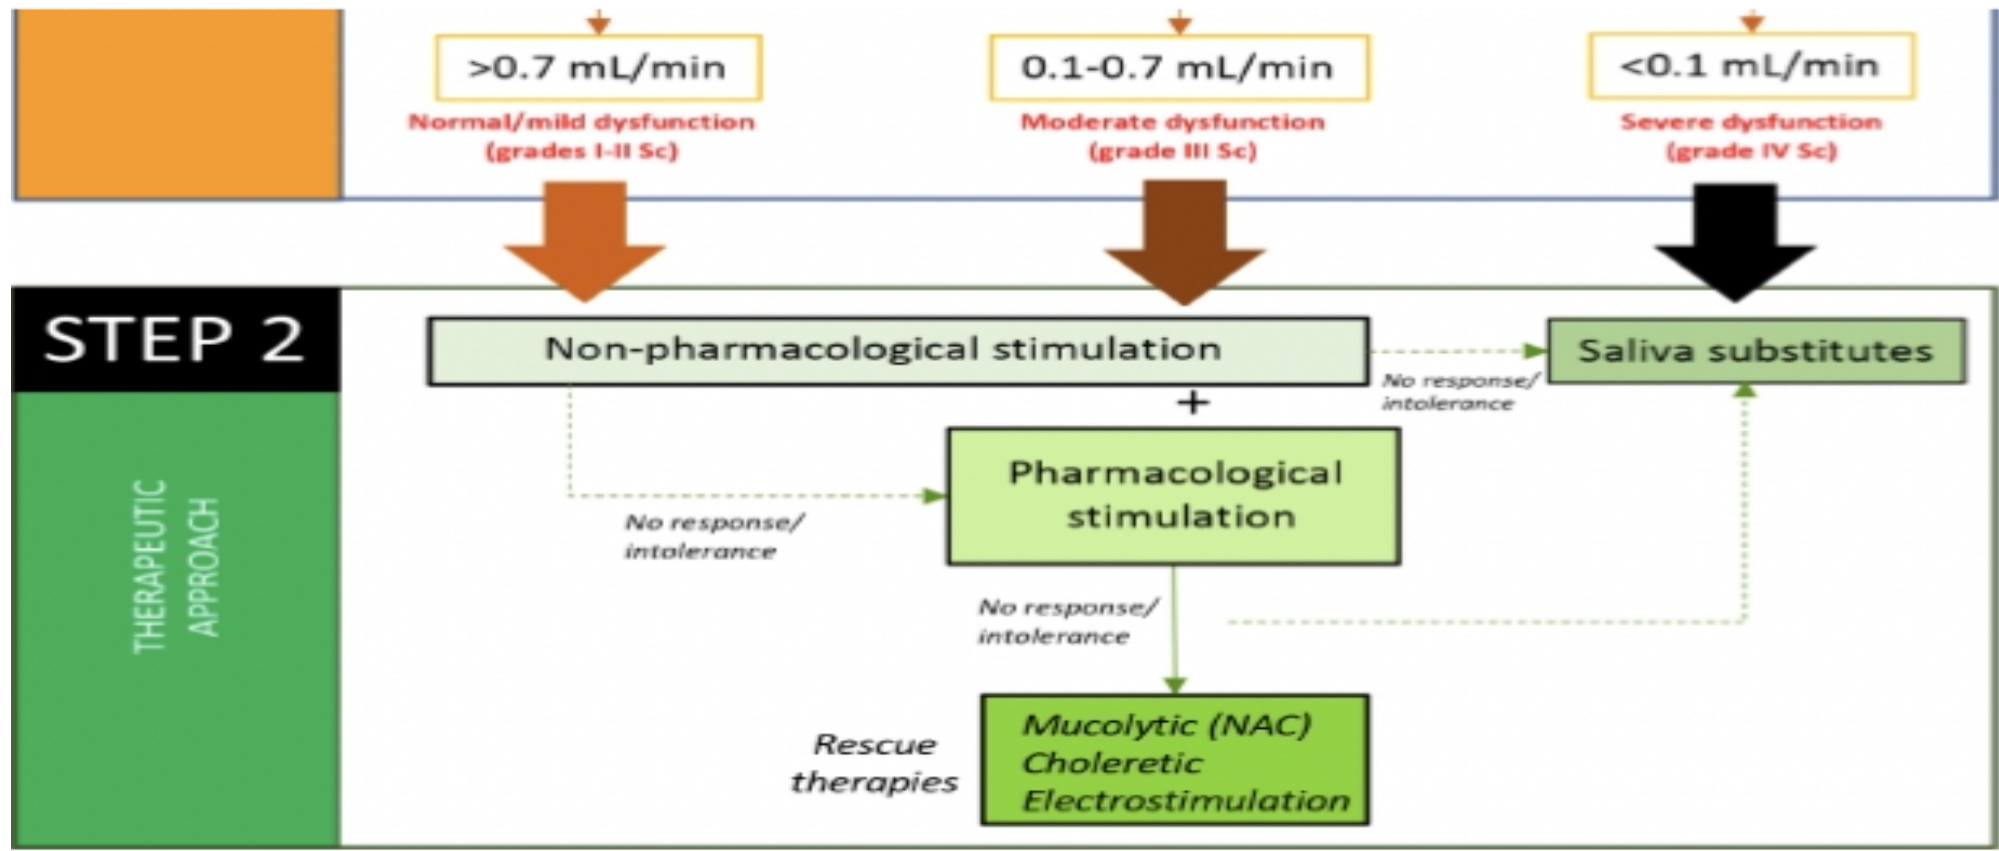 >0.7 mL/min
0.1-0.7 mL/min
<0.1 mL/min
Normal/mild dysfunction
(grades I-II Sc)
Moderate dysfunction
(grade III Sc)
Severe dysfunction
(grade IV Sc)
STEP 2
THERAPEUTIC
APPROACH
Non-pharmacological stimulation
No response/
intolerance
Saliva substitutes
+
Pharmacological
stimulation
No response/
intolerance
No response/
intolerance
Rescue
therapies
Mucolytic (NAC)
Choleretic
Electrostimulation